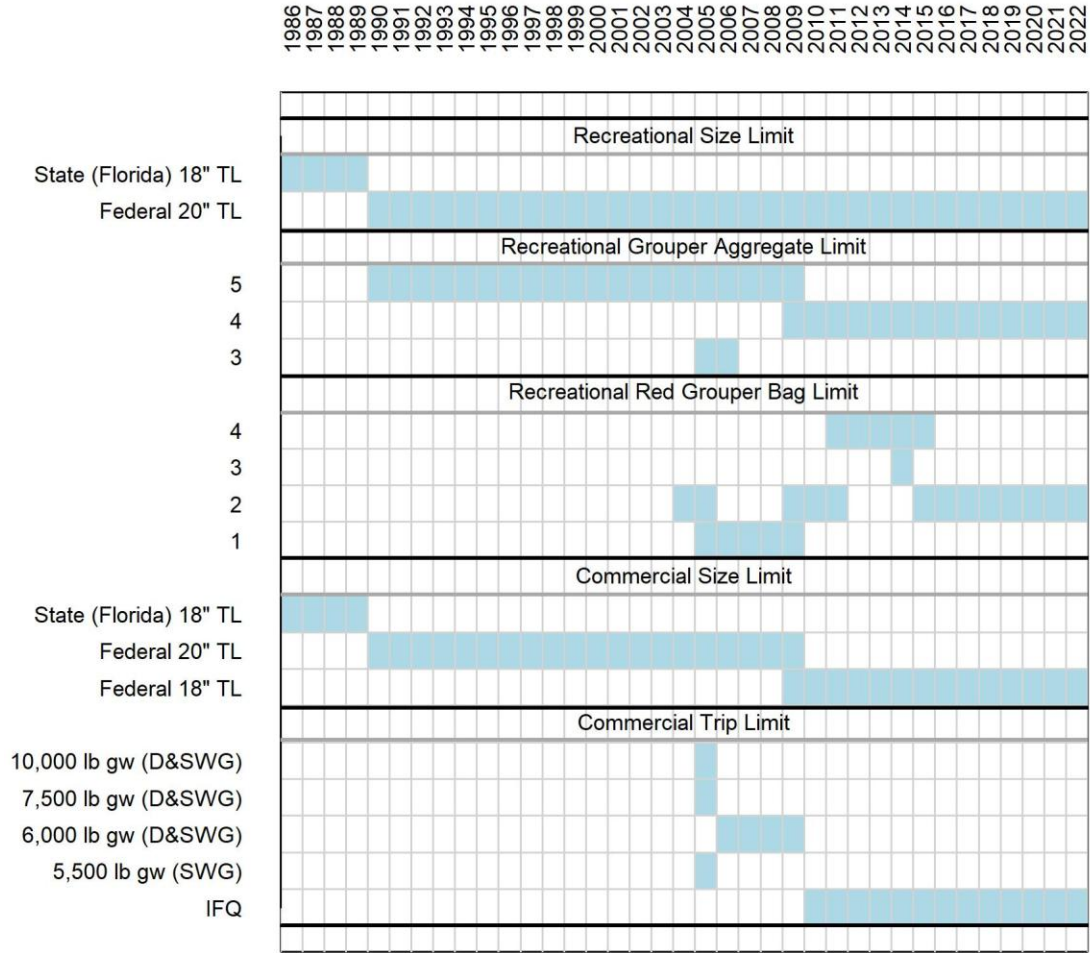 1986 1987 1988 1989 1990 1991 1992 1993 1994 1995 1996 1997 1998 1999 2000 2001 2002 2003 2004 2005 2006 2007 2008 2009 2010 2011 2012 2013 2014 2015 2016 2017 2018 2019 2020 2021 2022
Recreational Size Limit
State (Florida) 18" TL
Federal 20" TL
Recreational Grouper Aggregate Limit
5
4
3
Recreational Red Grouper Bag Limit
4
3
2
1
Commercial Size Limit
State (Florida) 18" TL
Federal 20" TL
Federal 18" TL
Commercial Trip Limit
10,000 lb gw (D&SWG)
7,500 lb gw (D&SWG)
6,000 lb gw (D&SWG)
5,500 lb gw (SWG)
IFQ